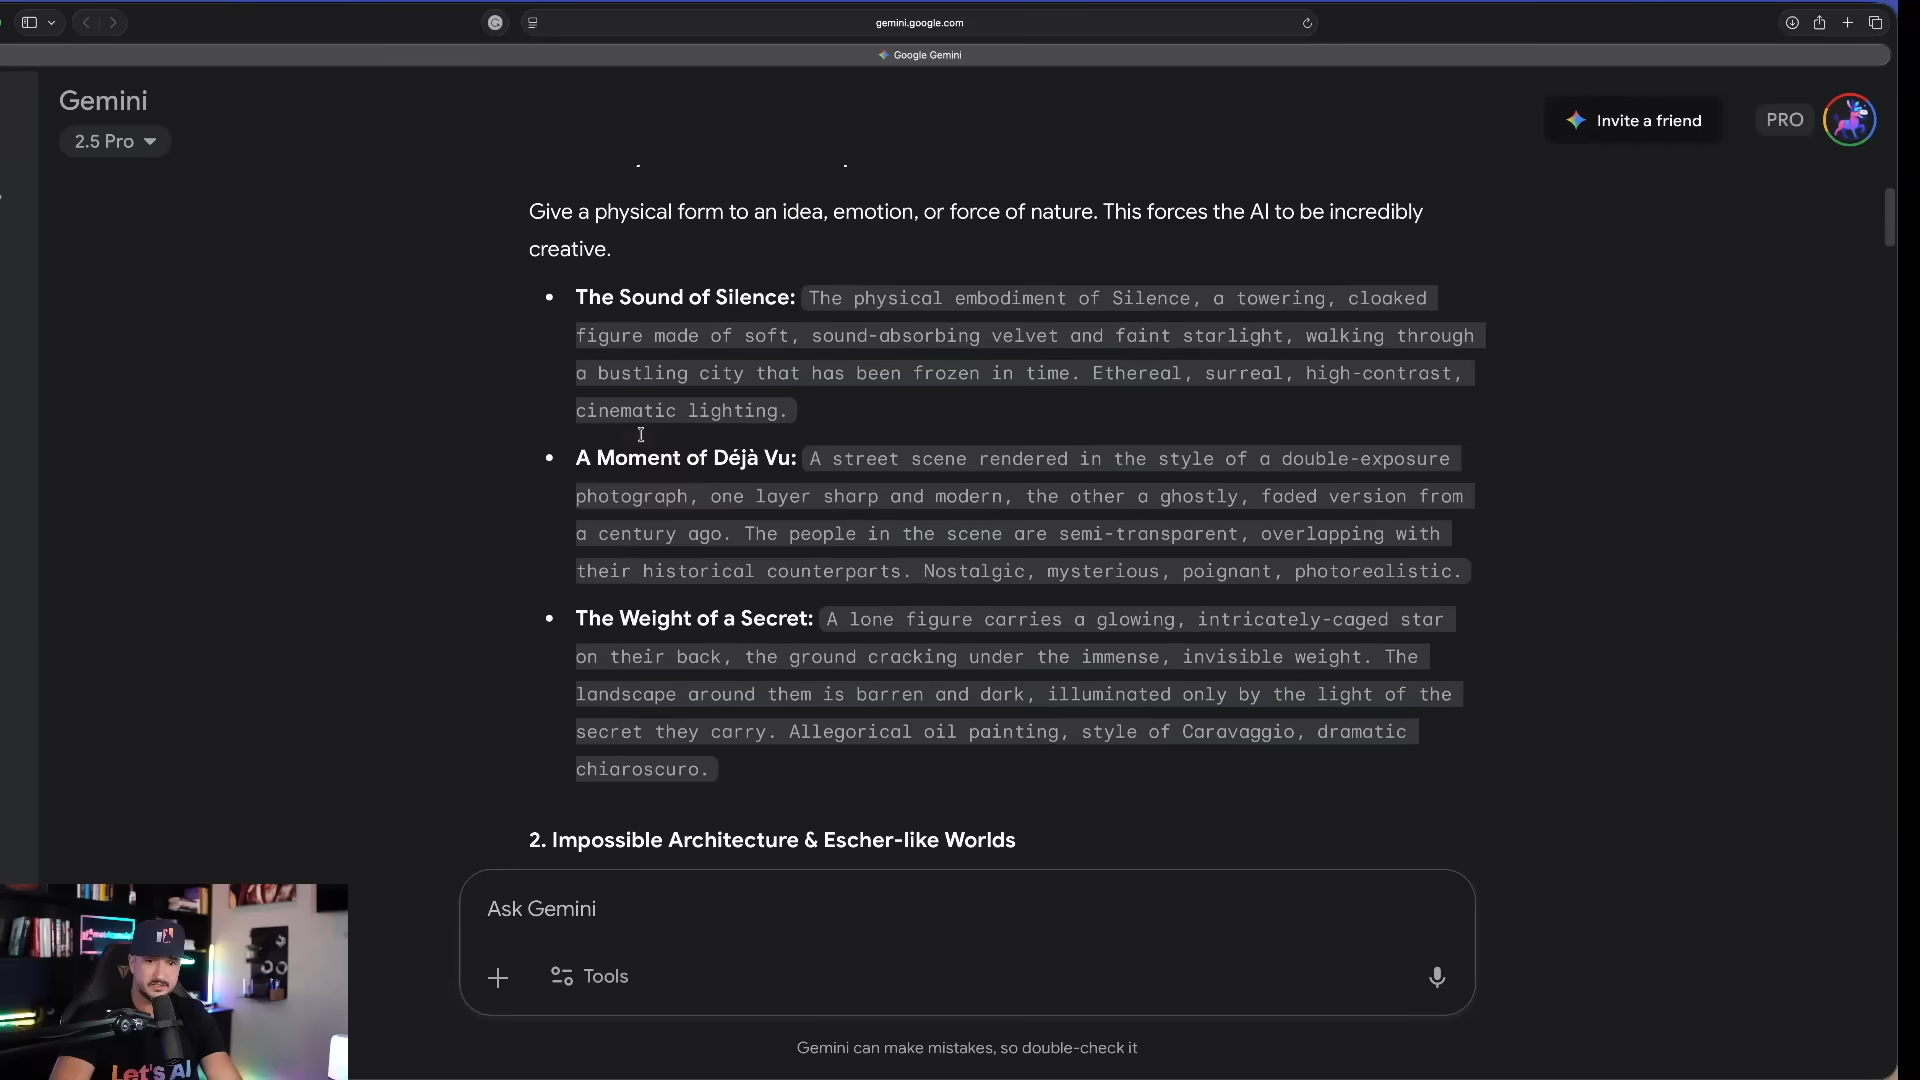 gemini.google.com
Google Gemini
Gemini
2.5 Pro
Invite a friend
PRO
Give a physical form to an idea, emotion, or force of nature. This forces the AI to be incredibly
creative.
• The Sound of Silence: The physical embodiment of Silence, a towering, cloaked
figure made of soft, sound-absorbing velvet and faint starlight, walking through
a bustling city that has been frozen in time. Ethereal, surreal, high-contrast,
cinematic lighting.
• A Moment of Déjà Vu: A street scene rendered in the style of a double-exposure
photograph, one layer sharp and modern, the other a ghostly, faded version from
a century ago. The people in the scene are semi-transparent, overlapping with
their historical counterparts. Nostalgic, mysterious, poignant, photorealistic.
• The Weight of a Secret: A lone figure carries a glowing, intricately-caged star
on their back, the ground cracking under the immense, invisible weight. The
landscape around them is barren and dark, illuminated only by the light of the
secret they carry. Allegorical oil painting, style of Caravaggio, dramatic
chiaroscuro.
2. Impossible Architecture & Escher-like Worlds
Ask Gemini
Tools
Gemini can make mistakes, so double-check it
Let's AI